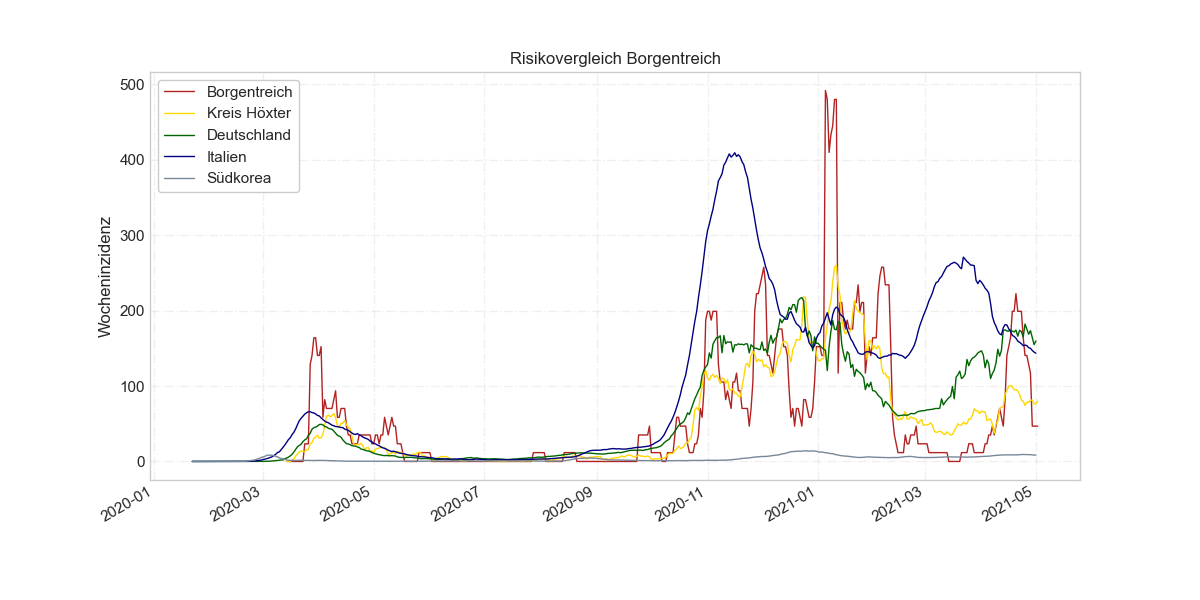 Risikovergleich Borgentreich
Wocheninzidenz
500
400
300
200
100
0
Borgentreich
Kreis Höxter
Deutschland
Italien
Südkorea
2020-01
2020-03
2020-05
2020-07
2020-09
2020-11
2021-01
2021-03
2021-05